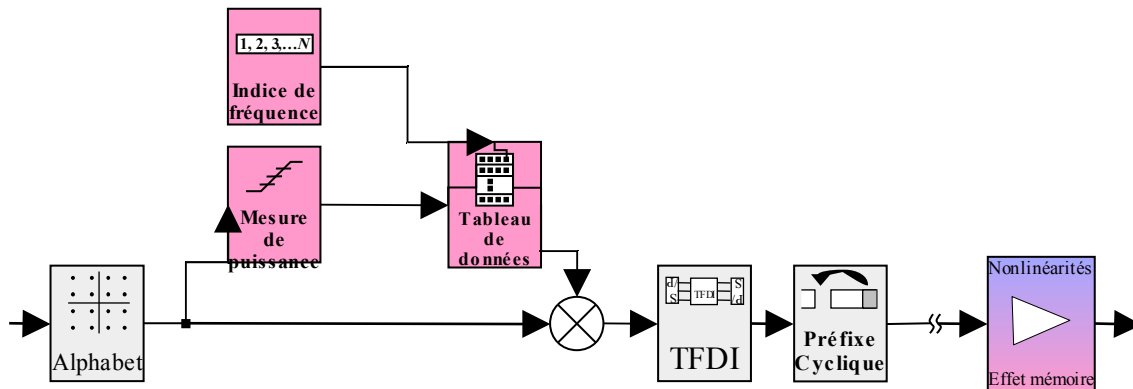 1, 2, 3,...N
Indice de
fréquence
Mesure
de
puissance
Tableau
de
données
Alphabet
S/P
TFDI
P/S
TFDI
Préfixe
Cyclique
Nonlinéarités
Effet mémoire